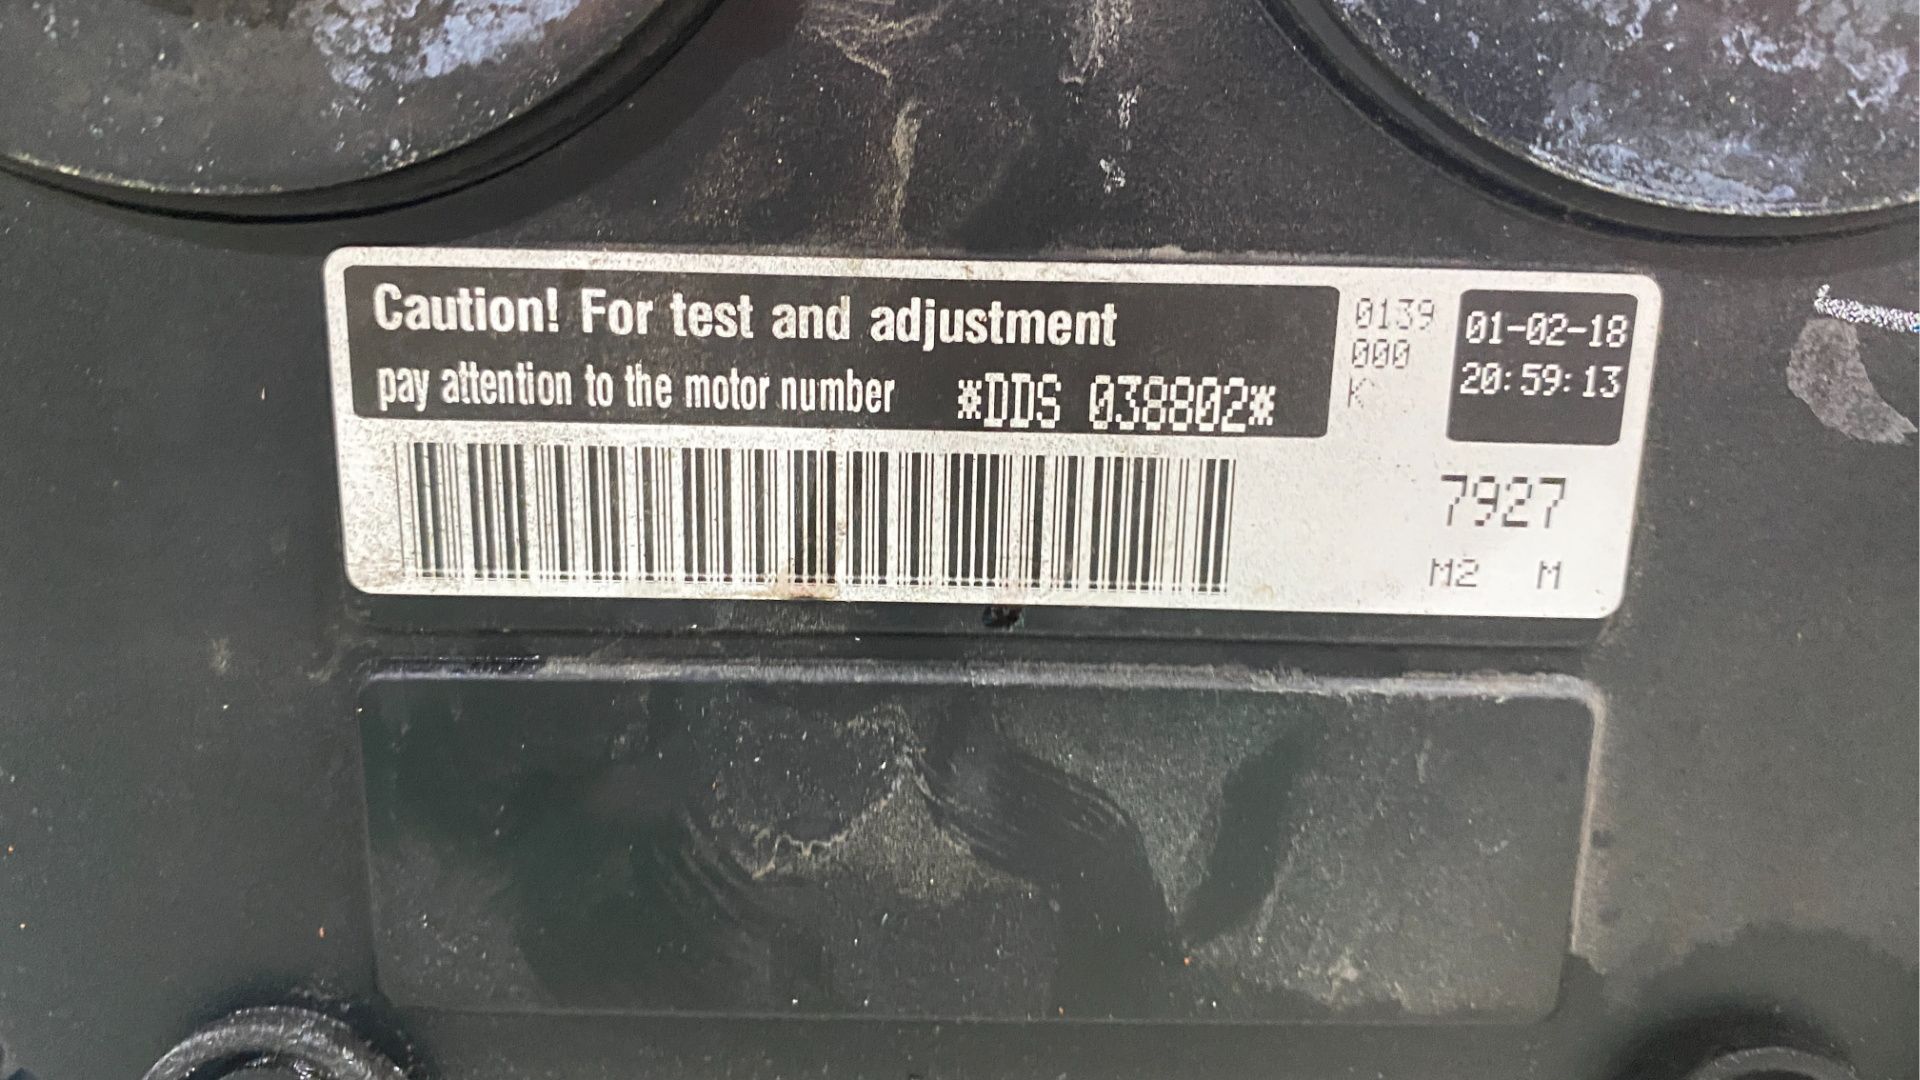 Caution! For test and adjustment
pay attention to the motor number *DDS 038802*
0139
000
K
01-02-18
20:59:13
7927
M2 M